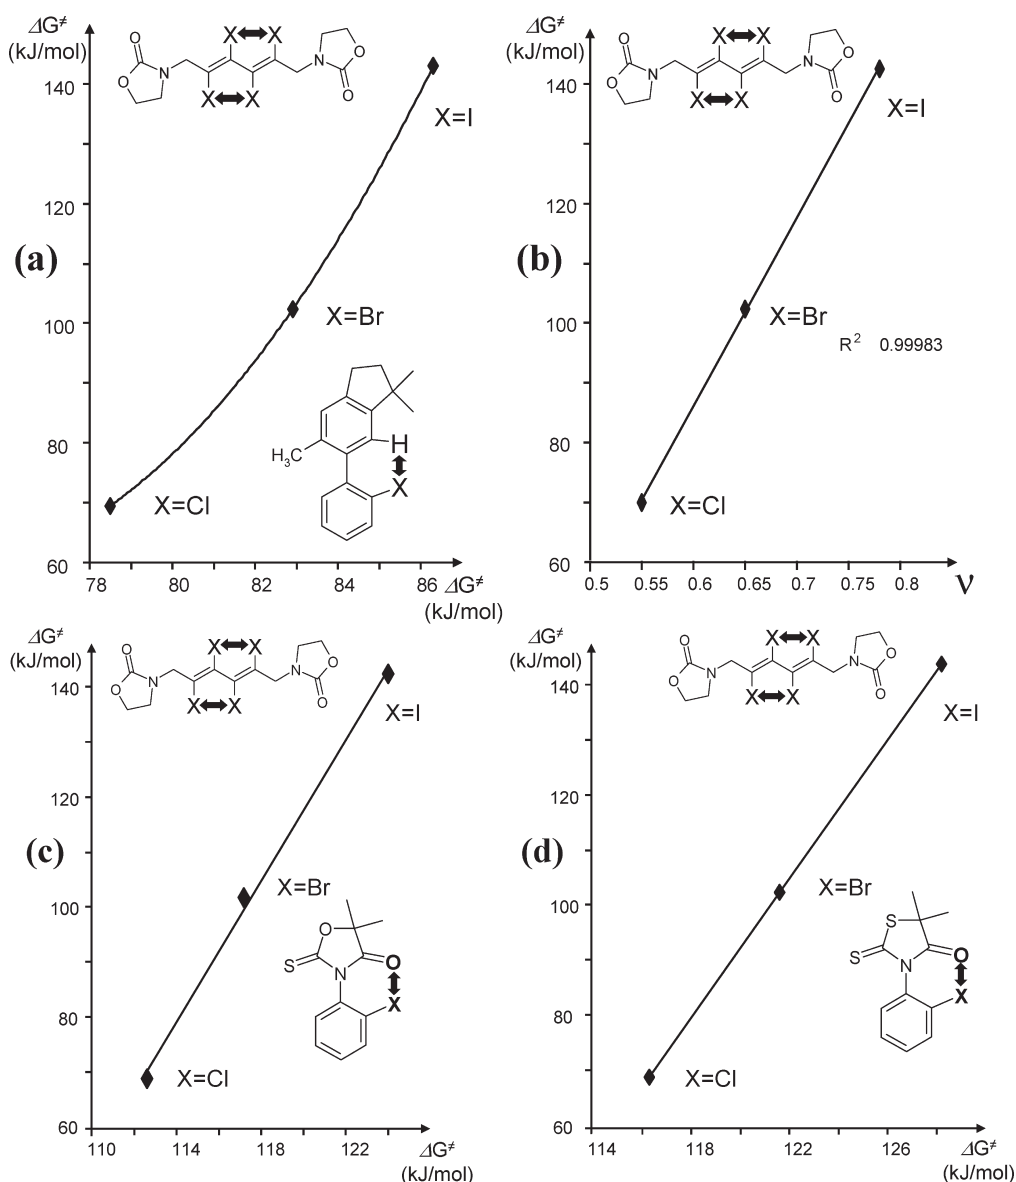 ΔG≠
(kJ/mol)
140
120
100
80
60
78
80
82
84
86
ΔG≠
(kJ/mol)
(a)
X X
X X
O
O
N
N
O
O
X=I
X=Br
X=Cl
H3C
H
X
ΔG≠
(kJ/mol)
140
120
100
80
60
0.5
0.55
0.6
0.65
0.7
0.75
0.8
ν
(b)
X X
X X
O
O
N
N
O
O
X=I
X=Br
R2 0.99983
X=Cl
ΔG≠
(kJ/mol)
140
120
100
80
60
110
114
118
122
ΔG≠
(kJ/mol)
(c)
X X
X X
O
O
N
N
O
O
X=I
X=Br
X=Cl
O
S
N
O
X
ΔG≠
(kJ/mol)
140
120
100
80
60
114
118
122
126
ΔG≠
(kJ/mol)
(d)
X X
X X
O
O
N
N
O
O
X=I
X=Br
X=Cl
S
S
N
O
X